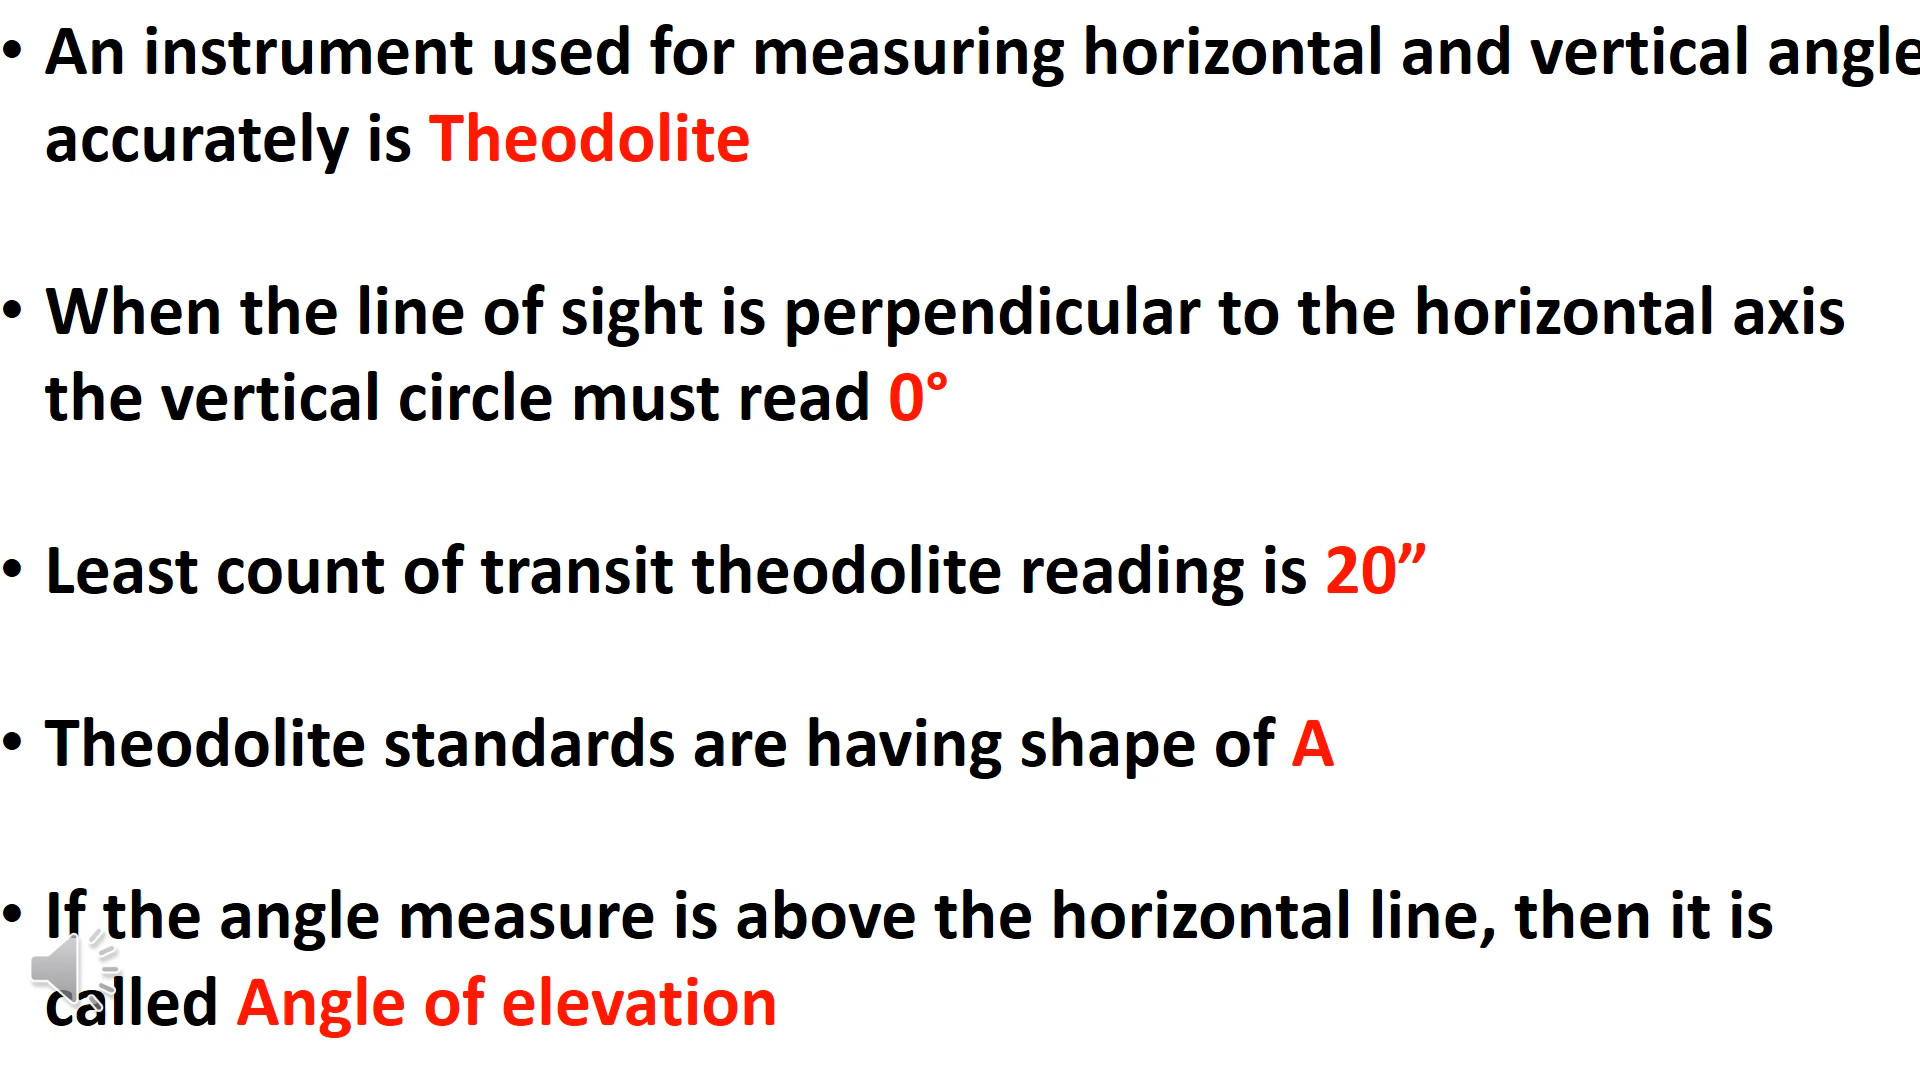 • An instrument used for measuring horizontal and vertical angle
accurately is Theodolite
• When the line of sight is perpendicular to the horizontal axis
the vertical circle must read 0°
• Least count of transit theodolite reading is 20”
• Theodolite standards are having shape of A
• If the angle measure is above the horizontal line, then it is
called Angle of elevation